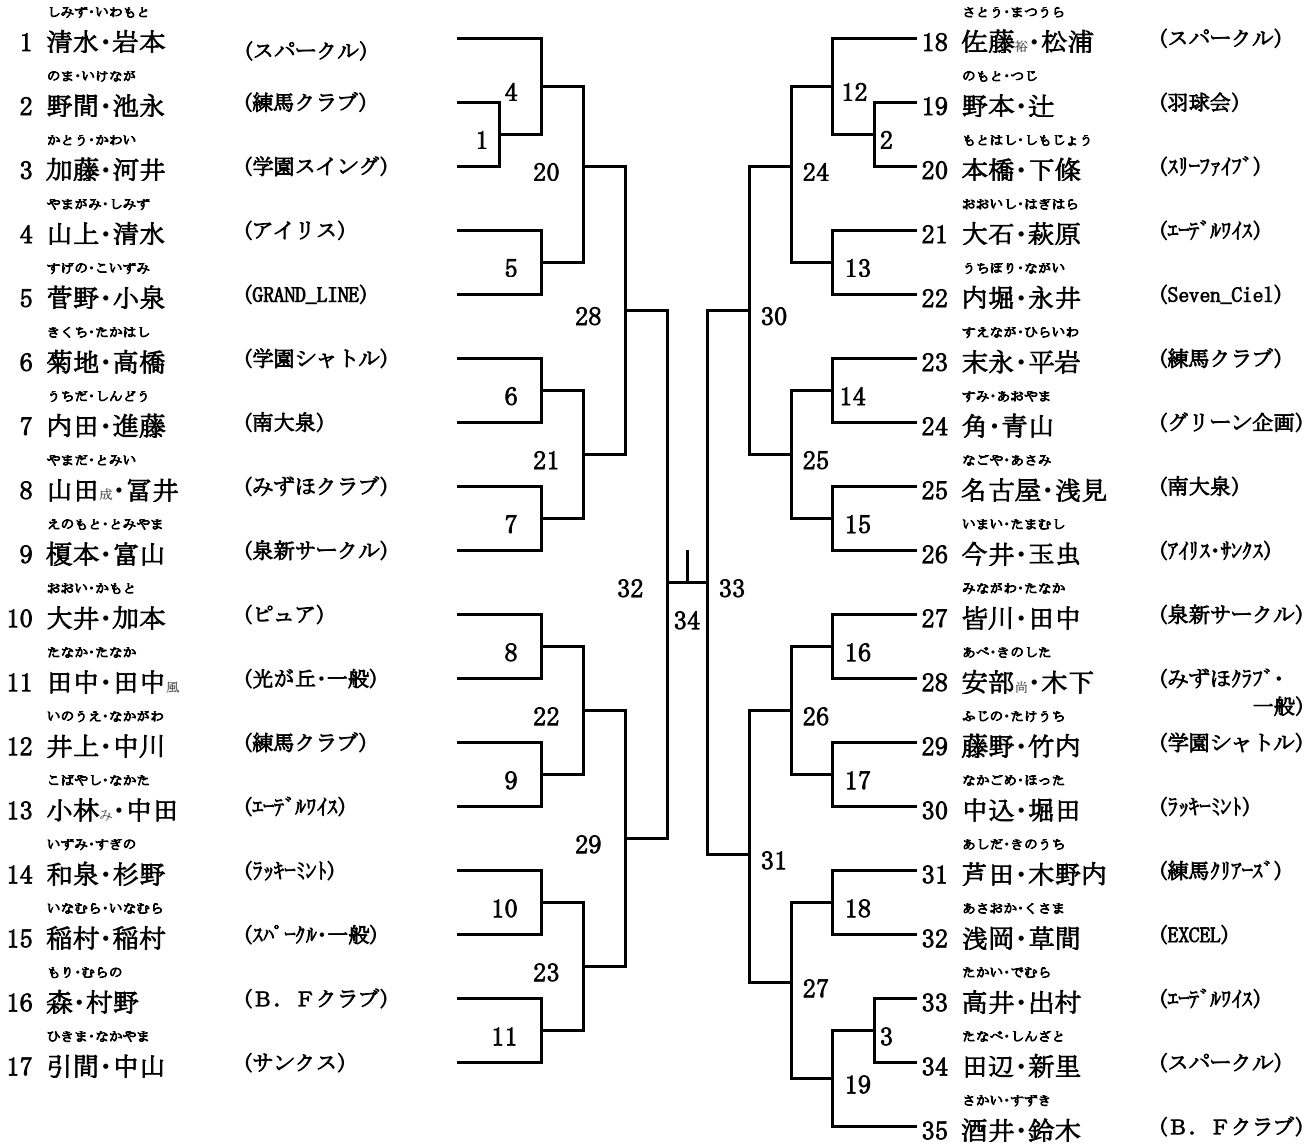 しみず・いわもと
1 清水・岩本 (スパークル)
のま・いけなが
2 野間・池永 (練馬クラブ)
かとう・かわい
3 加藤・河井 (学園スイング)
やまがみ・しみず
4 山上・清水 (アイリス)
すげの・こいずみ
5 菅野・小泉 (GRAND_LINE)
きくち・たかはし
6 菊地・高橋 (学園シャトル)
うちだ・しんどう
7 内田・進藤 (南大泉)
やまだ・とみい
8 山田成・冨井 (みずほクラブ)
えのもと・とみやま
9 榎本・富山 (泉新サークル)
おおい・かもと
10 大井・加本 (ピュア)
たなか・たなか
11 田中・田中風 (光が丘・一般)
いのうえ・なかがわ
12 井上・中川 (練馬クラブ)
こばやし・なかた
13 小林み・中田 (ｴｰﾃﾞﾙﾜｲｽ)
いずみ・すぎの
14 和泉・杉野 (ﾗｯｷｰﾐﾝﾄ)
いなむら・いなむら
15 稲村・稲村 (ｽﾊﾟｰｸﾙ・一般)
もり・むらの
16 森・村野 (Ｂ．Ｆクラブ)
ひきま・なかやま
17 引間・中山 (サンクス)
4
1
20
5
28
6
21
7
32
8
22
9
29
10
23
11
34
33
12
2
24
13
30
14
25
15
16
26
17
31
18
27
3
19
さとう・まつうら
18 佐藤裕・松浦 (スパークル)
のもと・つじ
19 野本・辻 (羽球会)
もとはし・しもじょう
20 本橋・下條 (ｽﾘｰﾌｧｲﾌﾞ)
おおいし・はぎはら
21 大石・萩原 (ｴｰﾃﾞﾙﾜｲｽ)
うちぼり・ながい
22 内堀・永井 (Seven_Ciel)
すえなが・ひらいわ
23 末永・平岩 (練馬クラブ)
すみ・あおやま
24 角・青山 (グリーン企画)
なごや・あさみ
25 名古屋・浅見 (南大泉)
いまい・たまむし
26 今井・玉虫 (ｱｲﾘｽ・ｻﾝｸｽ)
みながわ・たなか
27 皆川・田中 (泉新サークル)
あべ・きのした
28 安部尚・木下 (みずほｸﾗﾌﾞ・
一般)
ふじの・たけうち
29 藤野・竹内 (学園シャトル)
なかごめ・ほった
30 中込・堀田 (ﾗｯｷｰﾐﾝﾄ)
あしだ・きのうち
31 芦田・木野内 (練馬ｸﾘｱｰｽﾞ)
あさおか・くさま
32 浅岡・草間 (EXCEL)
たかい・でむら
33 高井・出村 (ｴｰﾃﾞﾙﾜｲｽ)
たなべ・しんざと
34 田辺・新里 (スパークル)
さかい・すずき
35 酒井・鈴木 (Ｂ．Ｆクラブ)